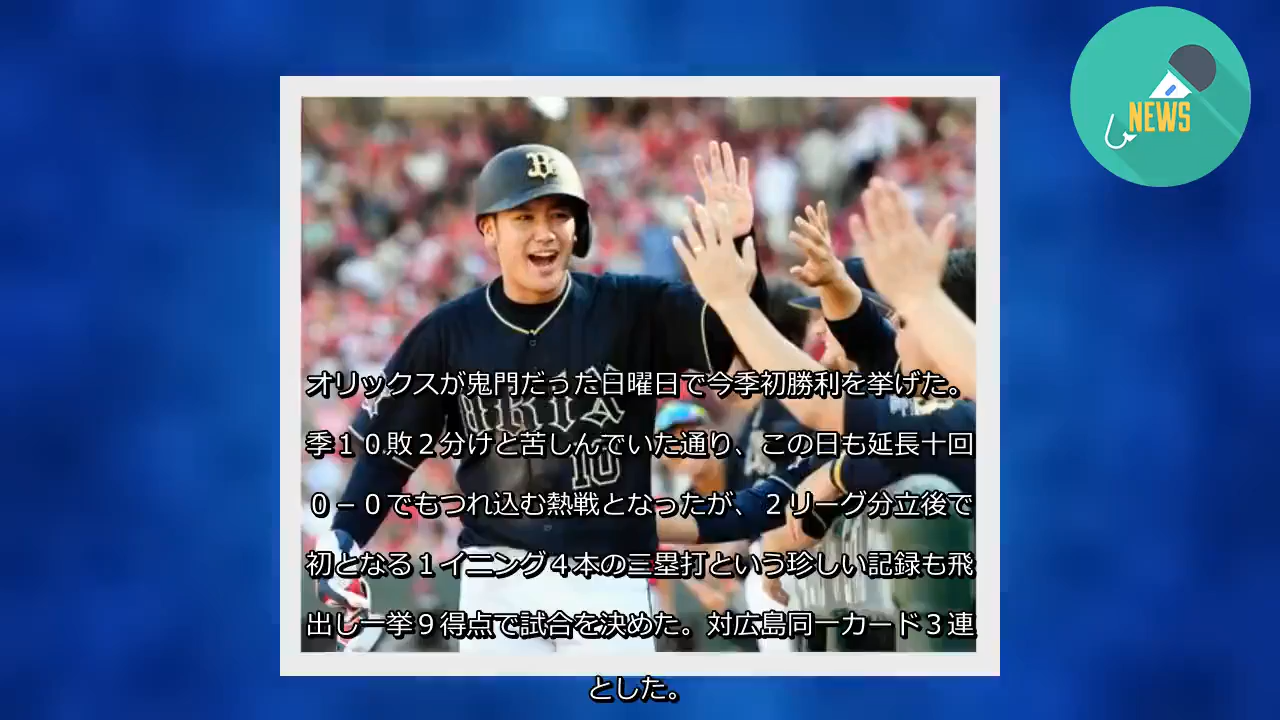 NEWS
B
ORIX
10
オリックスが鬼門だった日曜日で今季初勝利を挙げた。
季１０敗２分けと苦しんでいた通り、この日も延長十回
０－０でもつれ込む熱戦となったが、２リーグ分立後で
初となる１イニング４本の三塁打という珍しい記録も飛
出し一挙９得点で試合を決めた。対広島同一カード３連
とした。